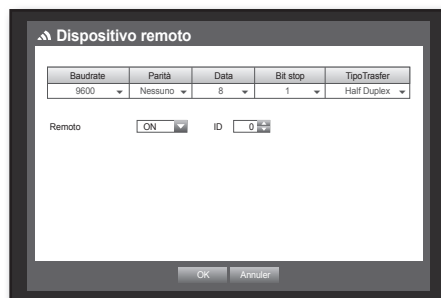 Dispositivo remoto
Baudrate Parità Data Bit stop TipoTrasfer
9600 Nessuno 8 1 Half Duplex
Remoto ON ID 0
OK Annuler